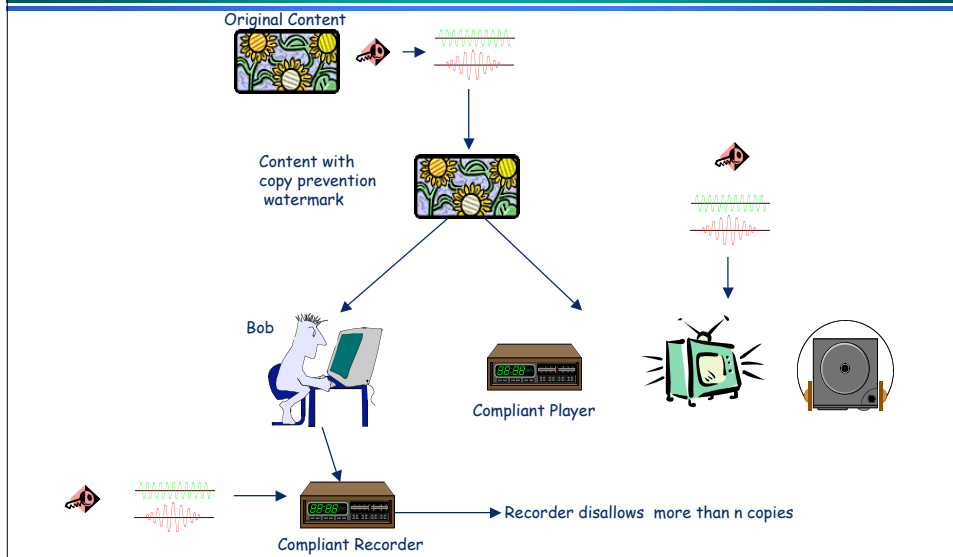 Original Content
Content with
copy prevention
watermark
Bob
Compliant Player
Recorder disallows more than n copies
Compliant Recorder